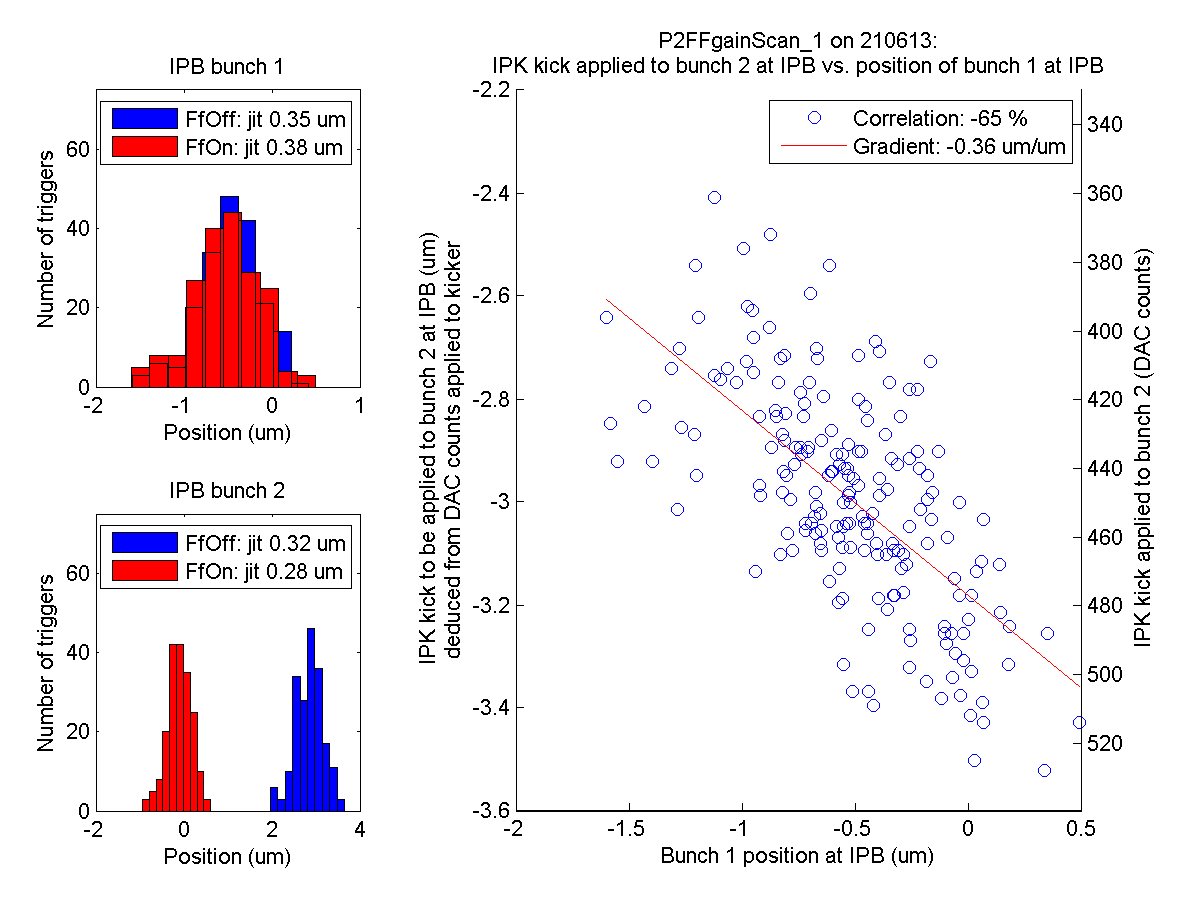 IPB bunch 1
FfOff: jit 0.35 um
FfOn: jit 0.38 um
Number of triggers
60
40
20
0
-2 -1 0 1
Position (um)
IPB bunch 2
FfOff: jit 0.32 um
FfOn: jit 0.28 um
Number of triggers
60
40
20
0
-2 0 2 4
Position (um)
P2FFgainScan_1 on 210613:
IPK kick applied to bunch 2 at IPB vs. position of bunch 1 at IPB
Correlation: -65 %
Gradient: -0.36 um/um
IPK kick to be applied to bunch 2 at IPB (um)
deduced from DAC counts applied to kicker
-2.2
-2.4
-2.6
-2.8
-3
-3.2
-3.4
-3.6
-2 -1.5 -1 -0.5 0 0.5
Bunch 1 position at IPB (um)
340
360
380
400
420
440
460
480
500
520
IPK kick applied to bunch 2 (DAC counts)